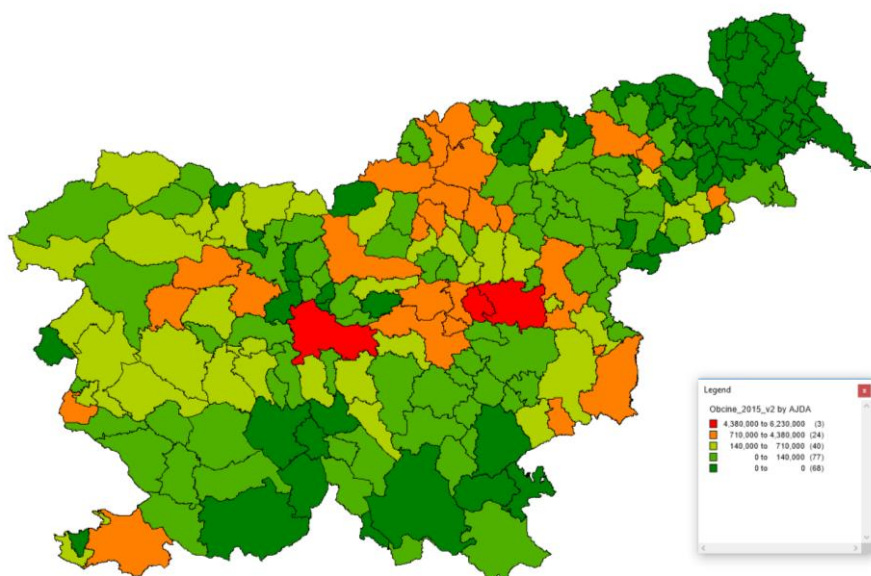 Legend
x
Obcine_2015_v2 by AJDA
4,380,000 to 6,230,000 (3)
710,000 to 4,380,000 (24)
140,000 to 710,000 (40)
0 to 140,000 (77)
0 to 0 (68)